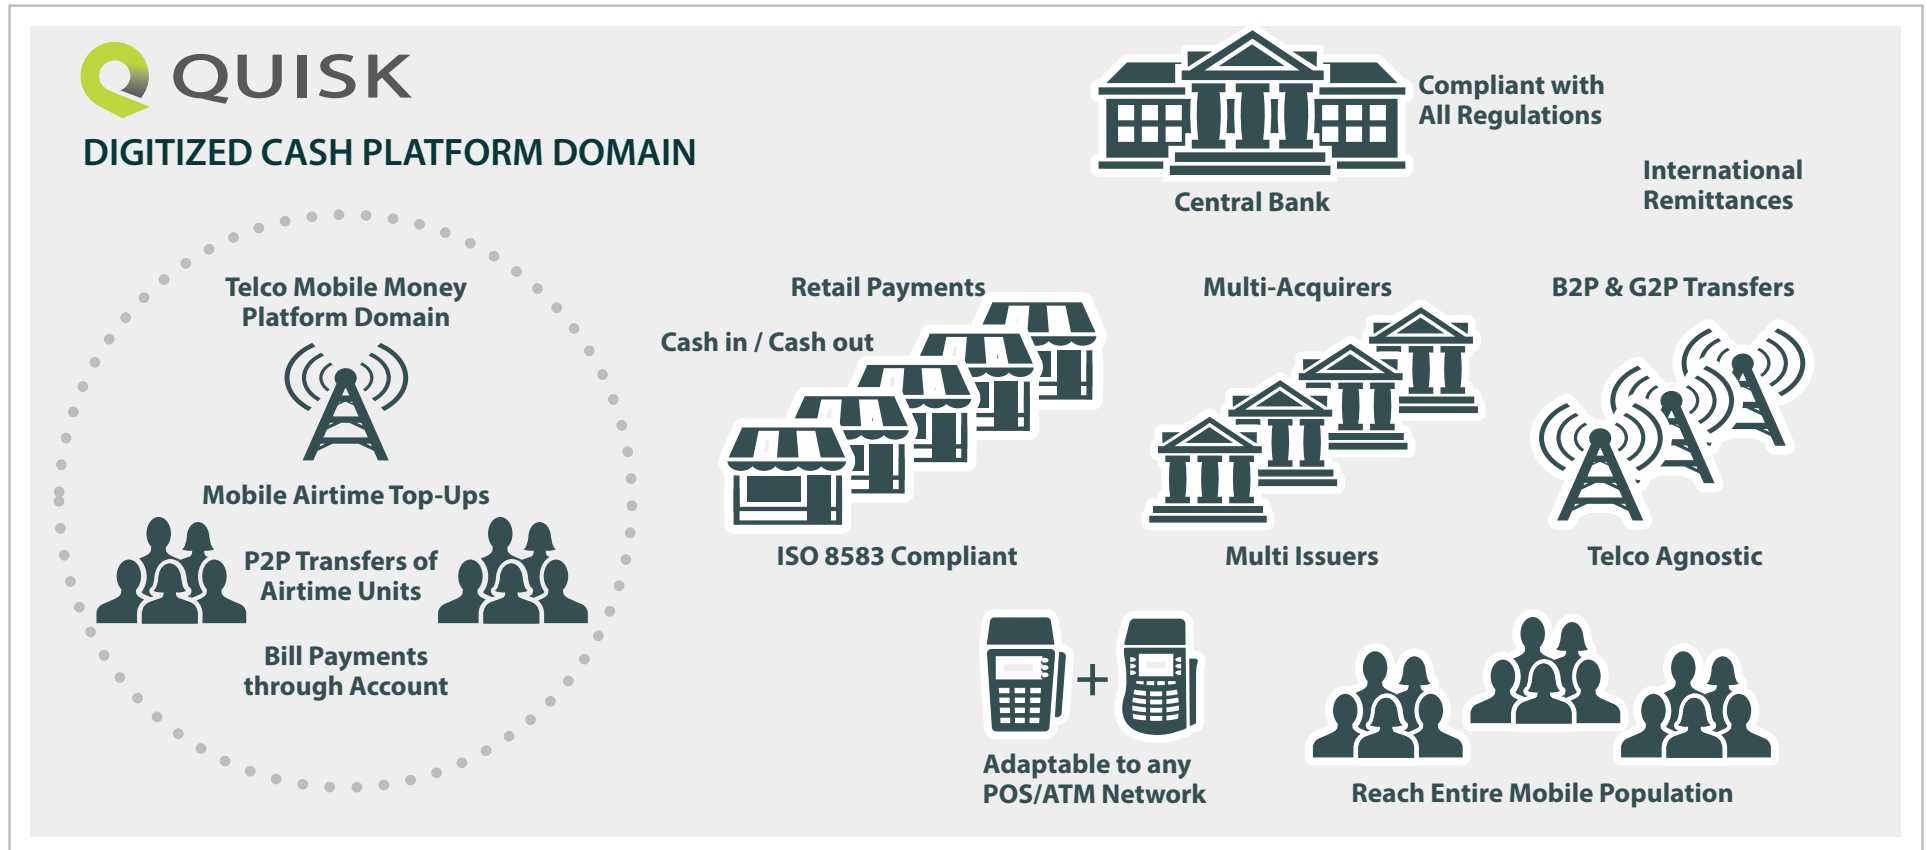 QUISK
DIGITIZED CASH PLATFORM DOMAIN
Compliant with
All Regulations
Central Bank
International
Remittances
Telco Mobile Money
Platform Domain
Mobile Airtime Top-Ups
P2P Transfers of
Airtime Units
Bill Payments
through Account
Retail Payments
Cash in / Cash out
ISO 8583 Compliant
Multi-Acquirers
Multi Issuers
B2P & G2P Transfers
Telco Agnostic
+
Adaptable to any
POS/ATM Network
Reach Entire Mobile Population